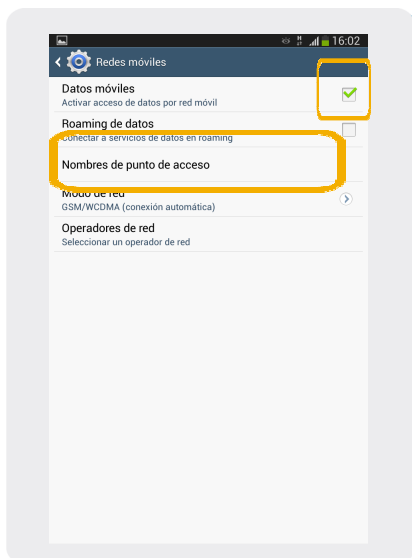 16:02
Redes móviles
Datos móviles
Activar acceso de datos por red móvil
Roaming de datos
Conectar a servicios de datos en roaming
Nombres de punto de acceso
Modo de red
GSM/WCDMA (conexión automática)
Operadores de red
Seleccionar un operador de red